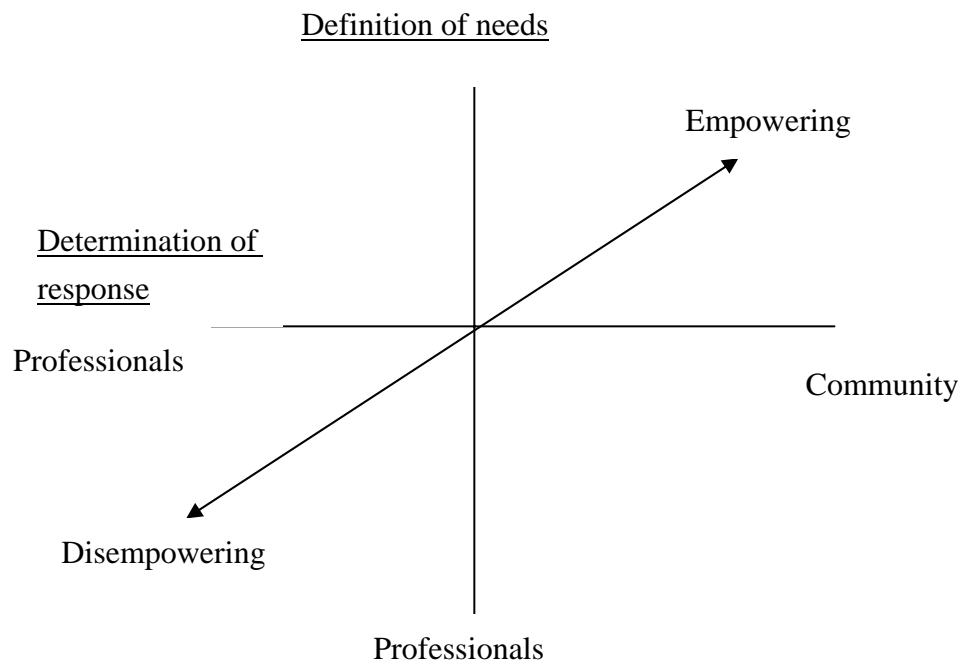 Definition of needs
Empowering
Determination of
response
Professionals
Community
Disempowering
Professionals